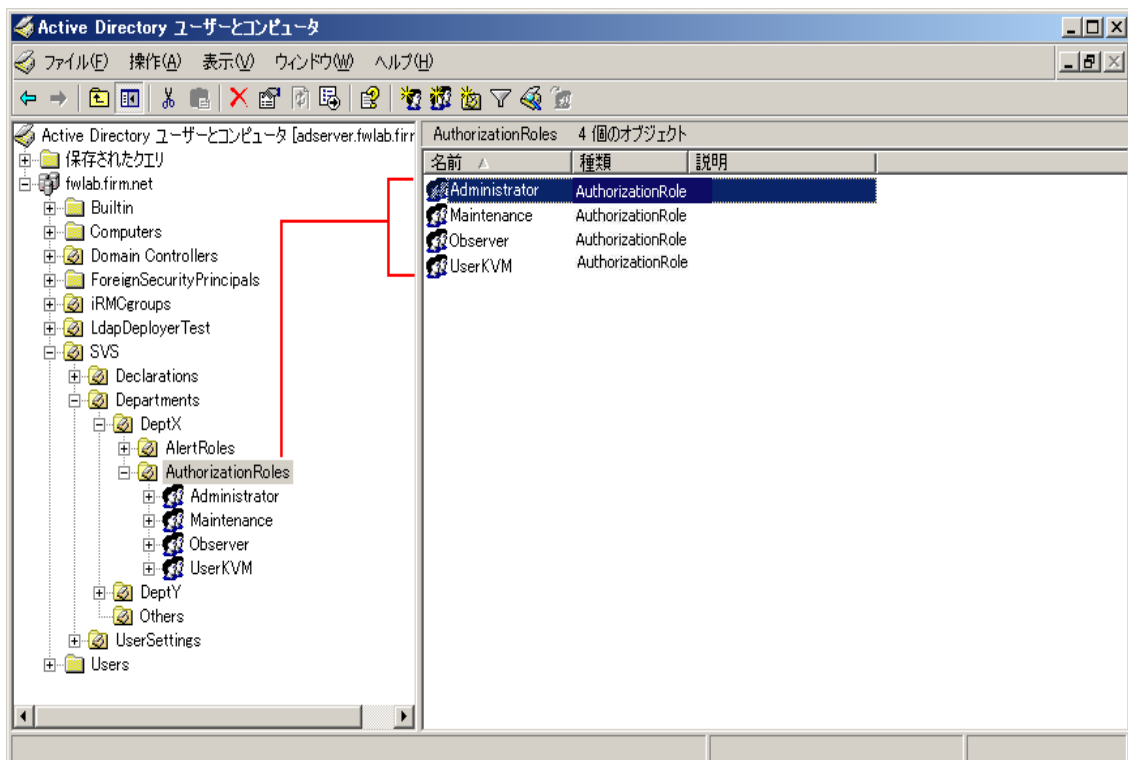 Active Directory ユーザーとコンピュータ
ファイル(F) 操作(A) 表示(V) ウィンドウ(W) ヘルプ(H)
Active Directory ユーザーとコンピュータ [adserver.fwlab.firr
保存されたクエリ
fwlab.firm.net
Builtin
Computers
Domain Controllers
ForeignSecurityPrincipals
iRMCgroups
LdapDeployerTest
SVS
Declarations
Departments
DeptX
AlertRoles
AuthorizationRoles
Administrator
Maintenance
Observer
UserKVM
DeptY
Others
UserSettings
Users
AuthorizationRoles 4 個のオブジェクト
名前 種類 説明
Administrator AuthorizationRole
Maintenance AuthorizationRole
Observer AuthorizationRole
UserKVM AuthorizationRole